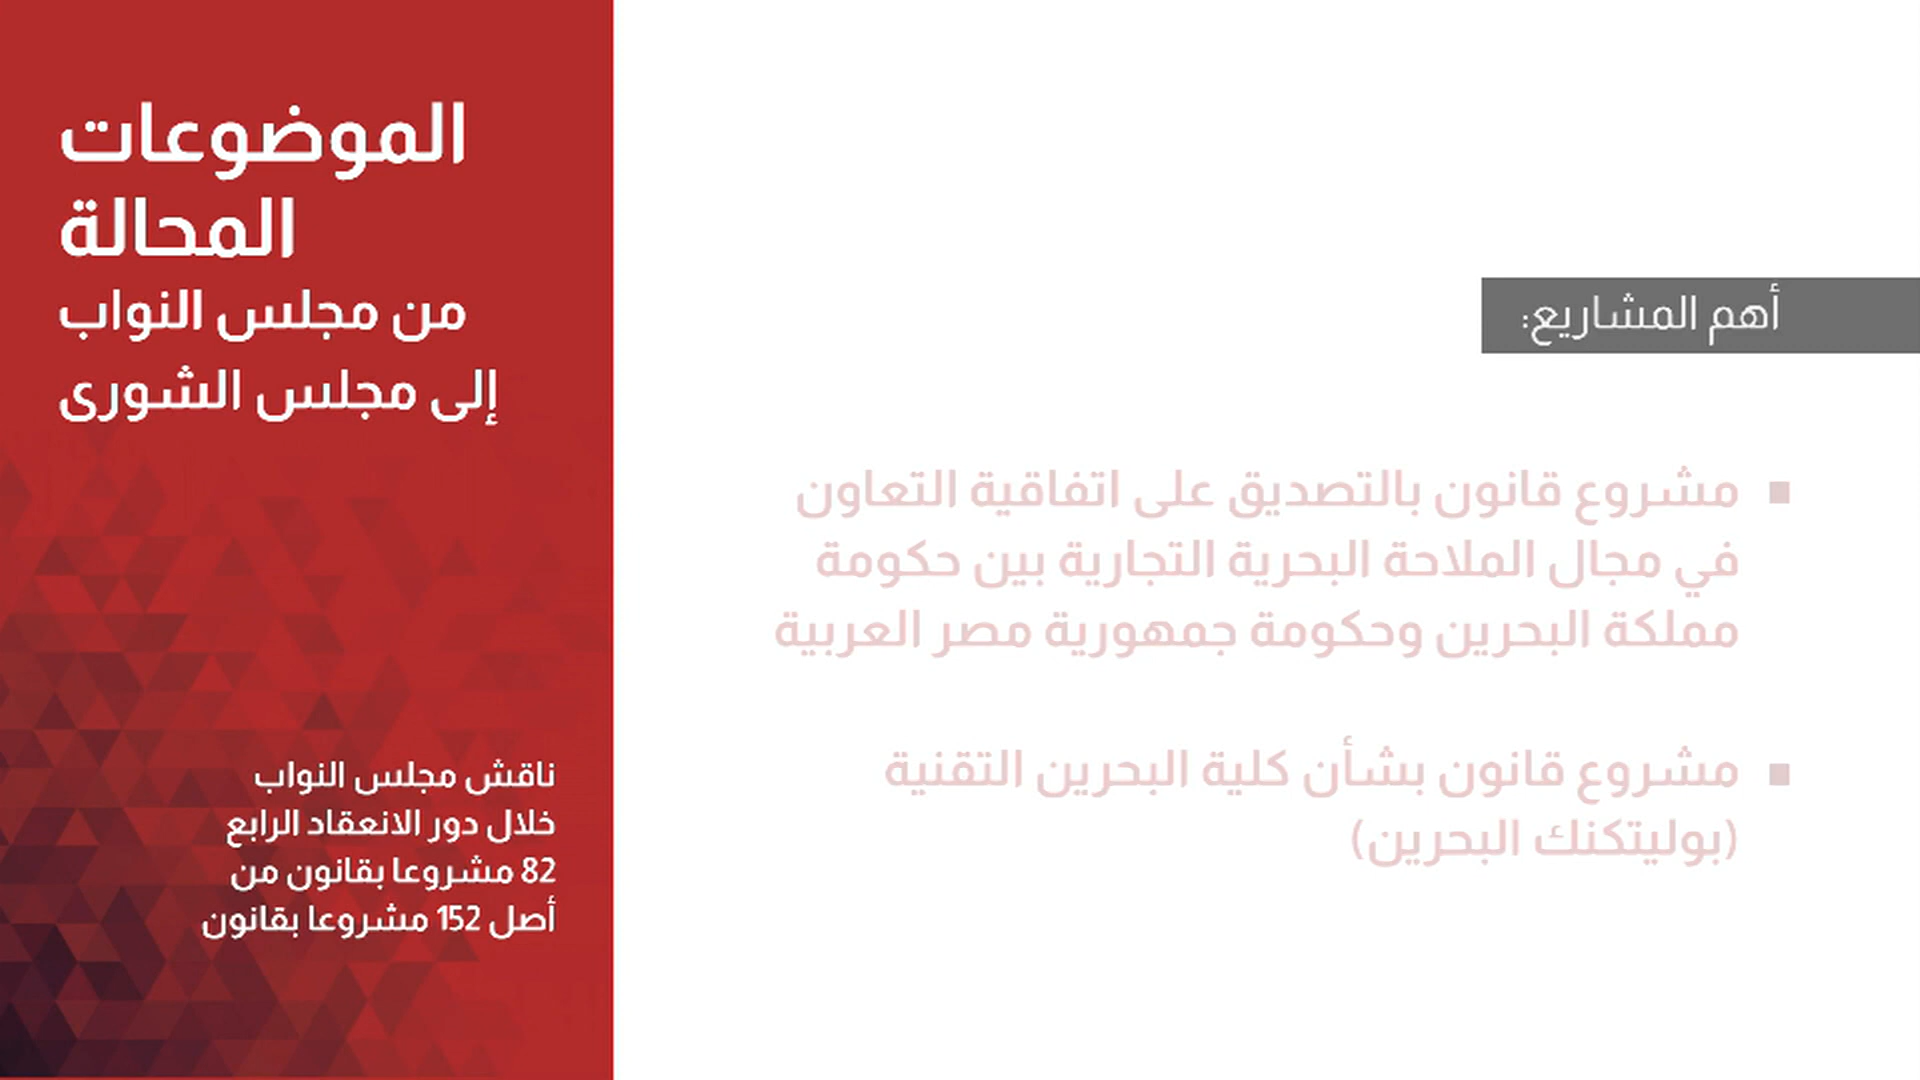 الموضوعات
المحالة
من مجلس النواب
إلى مجلس الشورى
ناقش مجلس النواب
خلال دور الانعقاد الرابع
82 مشروعا بقانون من
أصل 152 مشروعا بقانون
أهم المشاريع:
▪ مشروع قانون بالتصديق على اتفاقية التعاون
في مجال الملاحة البحرية التجارية بين حكومة
مملكة البحرين وحكومة جمهورية مصر العربية
▪ مشروع قانون بشأن كلية البحرين التقنية
(بوليتكنك البحرين)